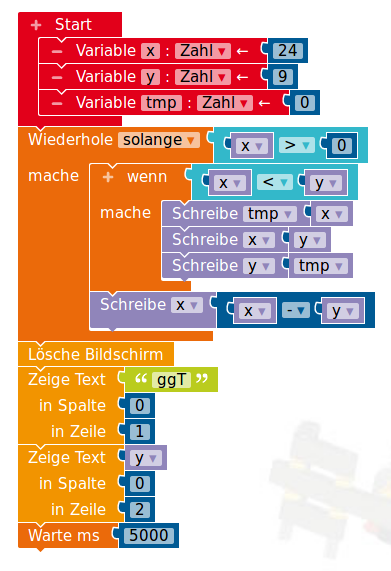 + Start
− Variable x : Zahl ▾ ← 24
− Variable y : Zahl ▾ ← 9
− Variable tmp : Zahl ▾ ← 0
Wiederhole solange ▾ x ▾ > ▾ 0
mache + wenn x ▾ < ▾ y ▾
mache Schreibe tmp ▾ x ▾
Schreibe x ▾ y ▾
Schreibe y ▾ tmp ▾
Schreibe x ▾ x ▾ - ▾ y ▾
Lösche Bildschirm
Zeige Text “ ggT ”
in Spalte 0
in Zeile 1
Zeige Text y ▾
in Spalte 0
in Zeile 2
Warte ms 5000